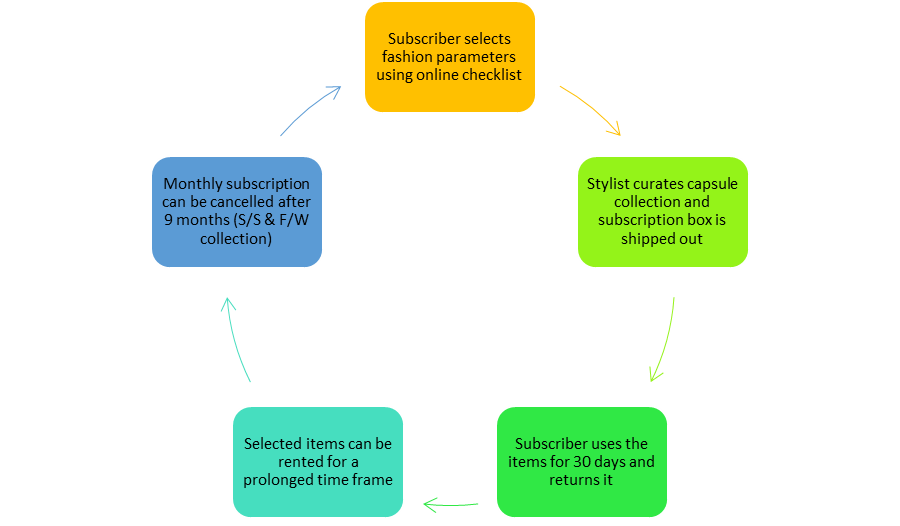 Subscriber selects
fashion parameters
using online checklist
Stylist curates capsule
collection and
subscription box is
shipped out
Subscriber uses the
items for 30 days and
returns it
Selected items can be
rented for a
prolonged time frame
Monthly subscription
can be cancelled after
9 months (S/S & F/W
collection)